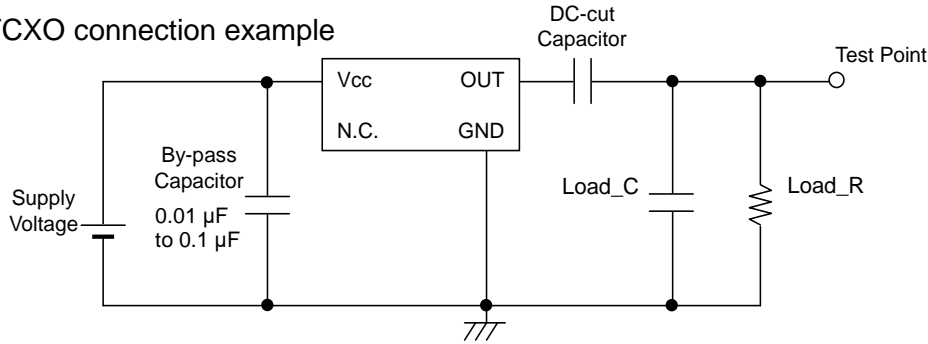 TCXO connection example
DC-cut
Capacitor
Test Point
Vcc
OUT
N.C.
GND
By-pass
Capacitor
0.01 µF
to 0.1 µF
Supply
Voltage
Load_C
Load_R